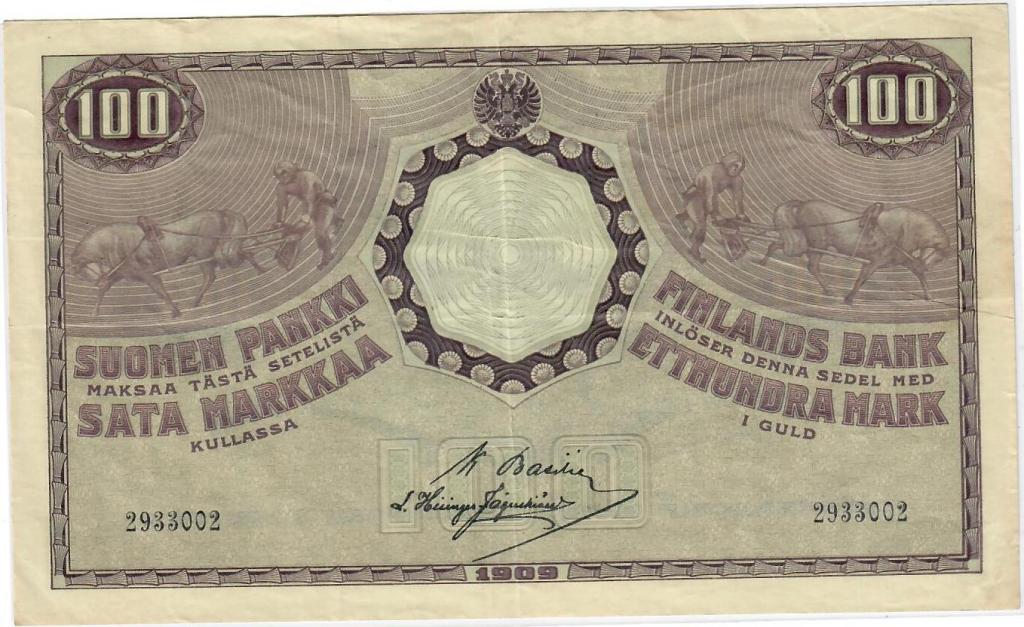 100
100
SUOMEN PANKKI
MAKSAA TÄSTÄ SETELISTÄ
SATA MARKKAA
KULLASSA
FINLANDS BANK
INLÖSER DENNA SEDEL MED
ETTHUNDRA MARK
I GULD
100
2933002
2933002
1909